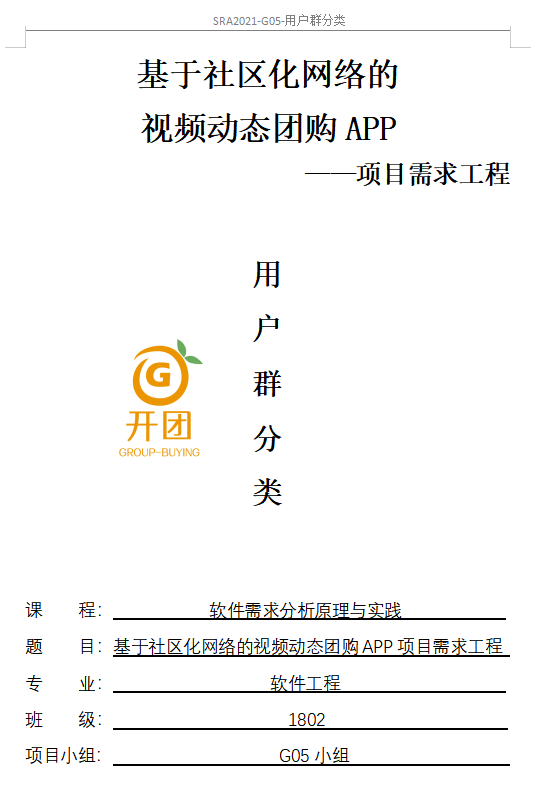 SRA2021-G05-用户群分类
基于社区化网络的
视频动态团购 APP
——项目需求工程
用
户
群
分
类
G
开团
GROUP-BUYING
课 程： 软件需求分析原理与实践
题 目： 基于社区化网络的视频动态团购 APP 项目需求工程
专 业： 软件工程
班 级： 1802
项目小组： G05 小组